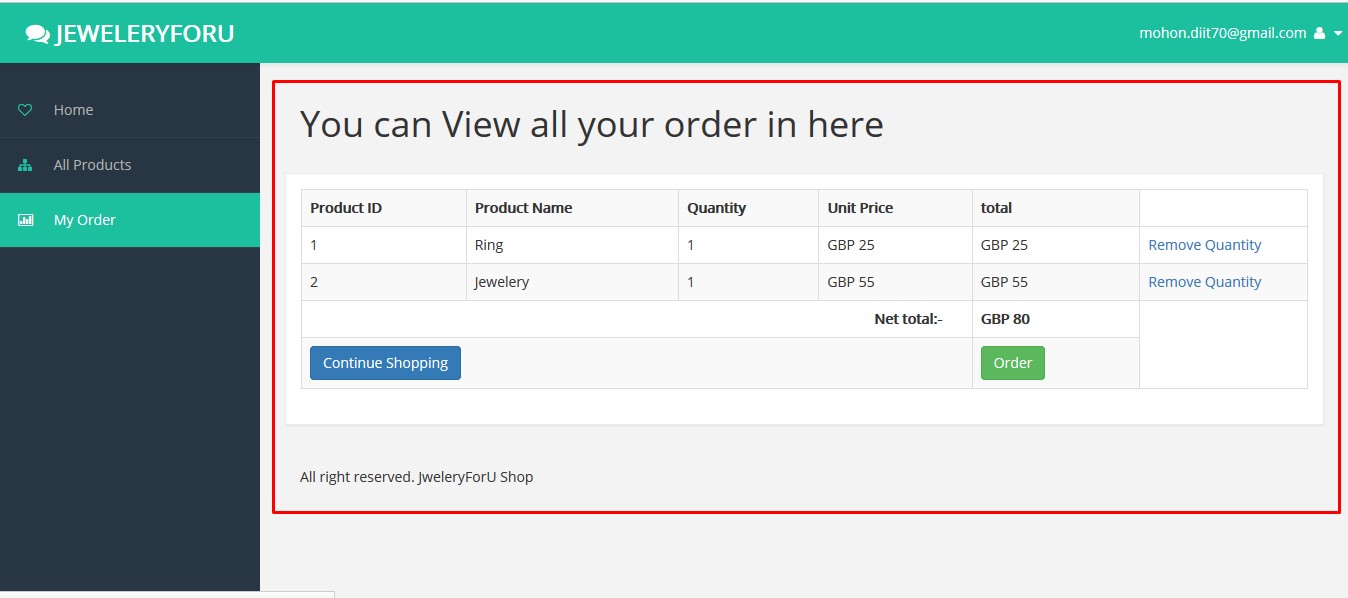 JEWELERYFORU
mohon.diit70@gmail.com
Home
All Products
My Order
You can View all your order in here
Product ID Product Name Quantity Unit Price total
1 Ring 1 GBP 25 GBP 25 Remove Quantity
2 Jewelery 1 GBP 55 GBP 55 Remove Quantity
Net total:- GBP 80
Continue Shopping Order
All right reserved. JweleryForU Shop